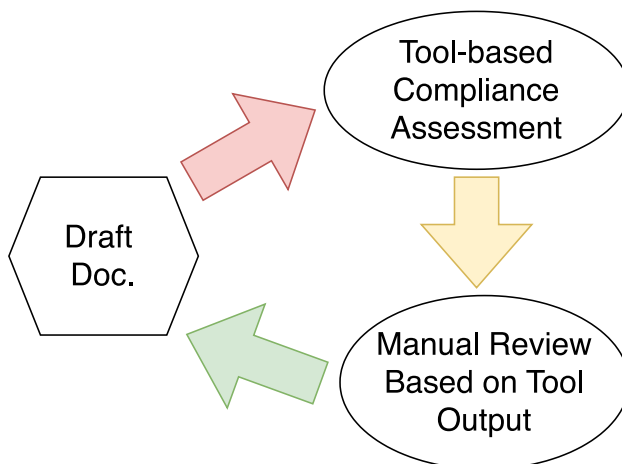 Tool-based
Compliance
Assessment
Draft
Doc.
Manual Review
Based on Tool
Output